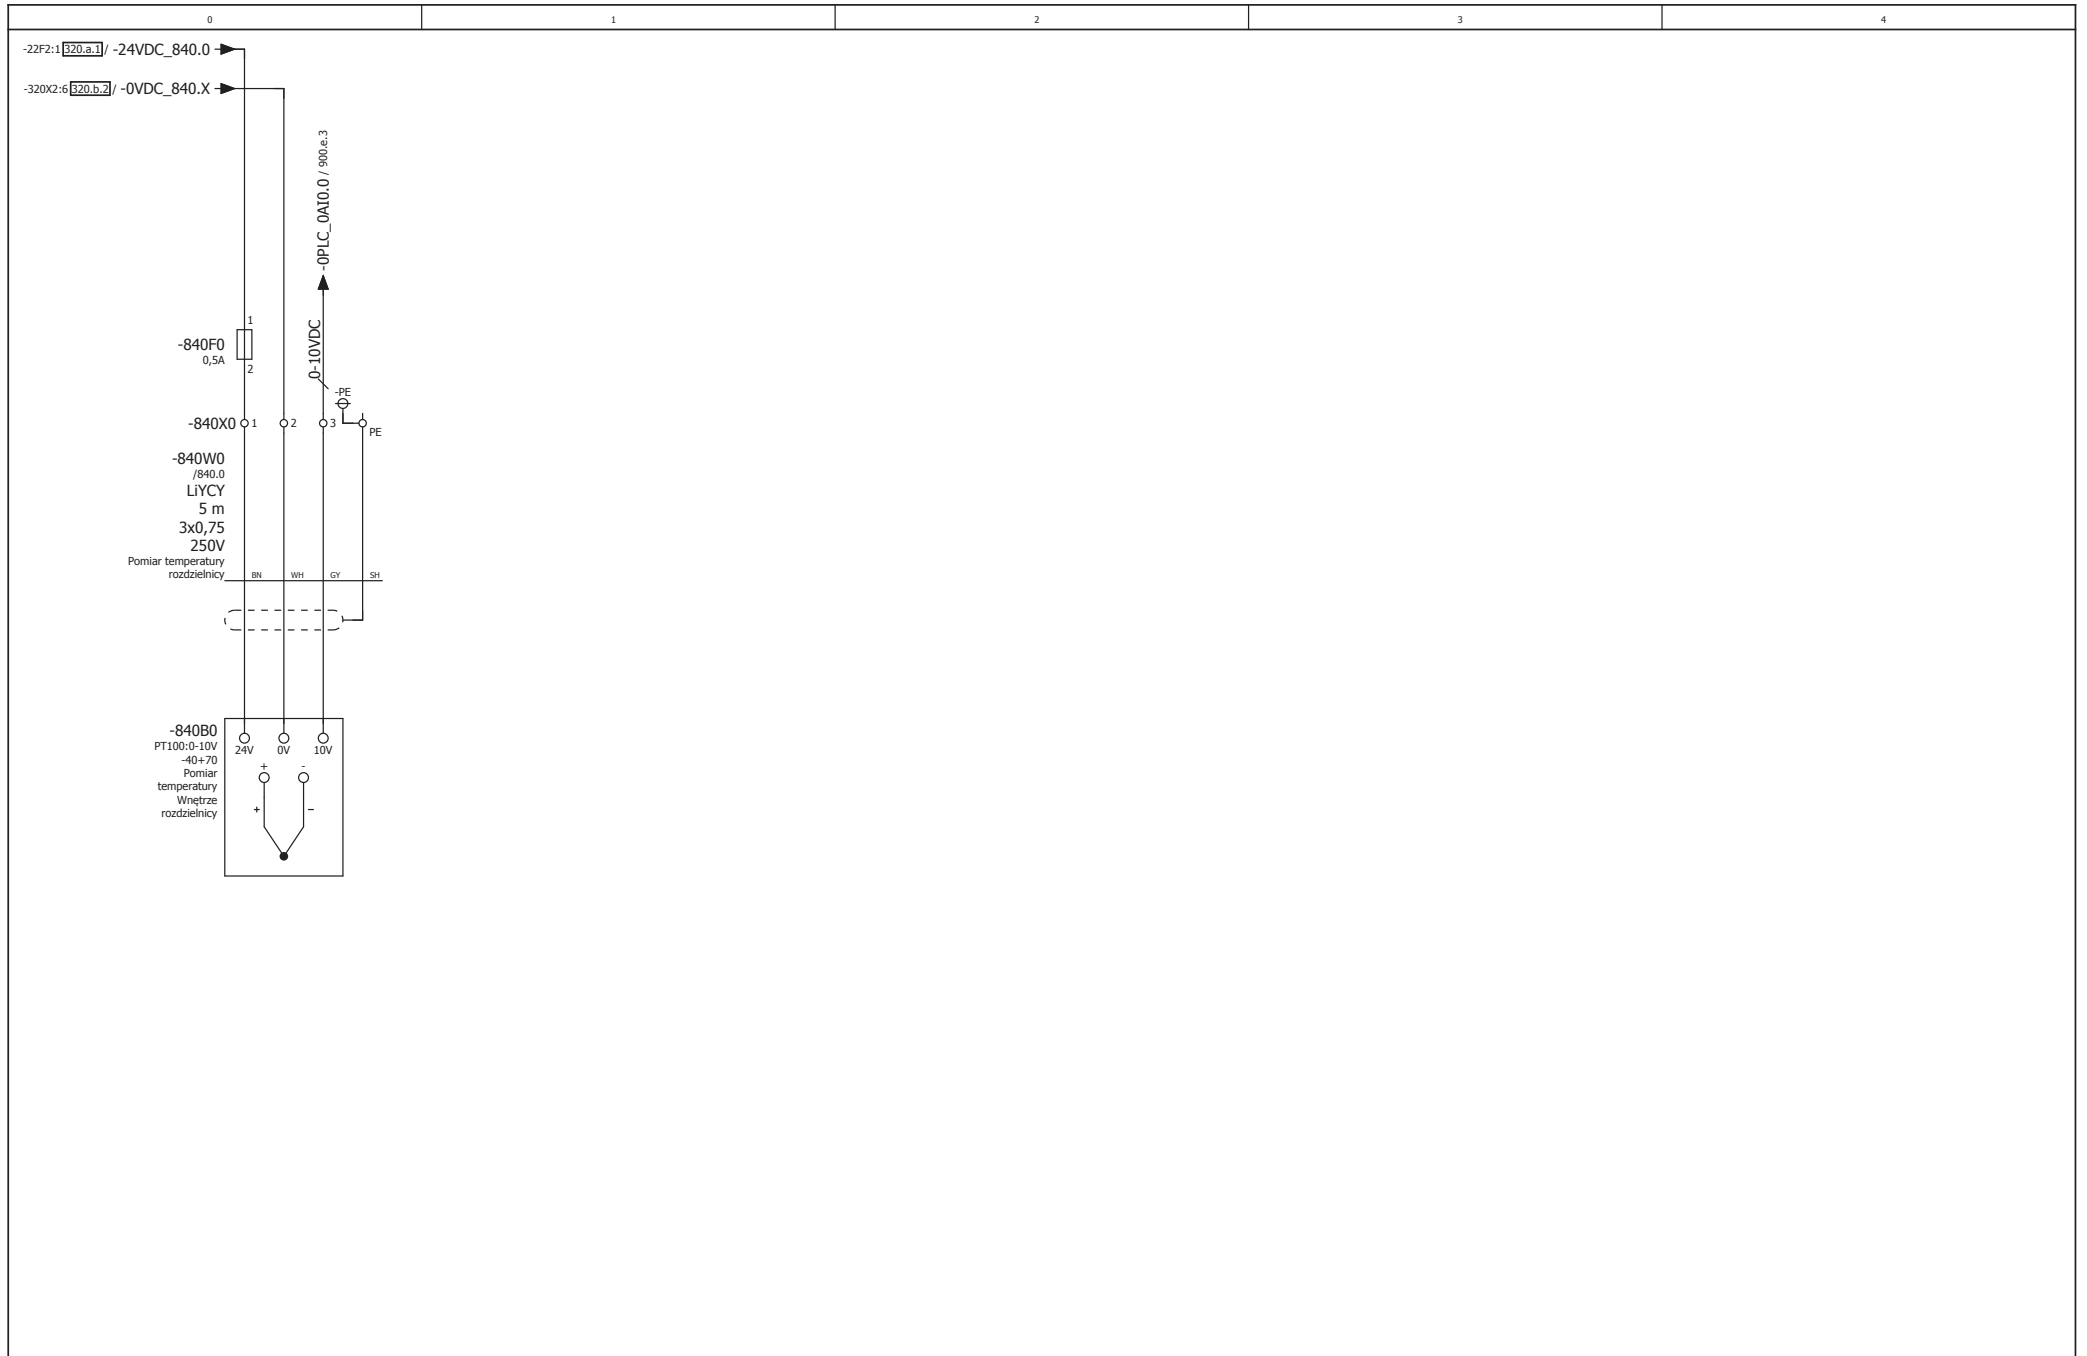 0 1 2 3 4
-22F2:1 320.a.1 / -24VDC_840.0
-320X2:6 320.b.2 / -0VDC_840.X
-0PLC_0AI0.0 / 900.e.3
0-10VDC
1
-840F0
0,5A
2
-PE
-840X0 1 2 3
PE
-840W0
/840.0
LiYCY
5 m
3x0,75
250V
Pomiar temperatury
rozdzielnicy BN WH GY SH
-840B0
PT100:0-10V
24V 0V 10V
-40+70
+ -
Pomiar
temperatury
Wnętrze
+ -
rozdzielnicy